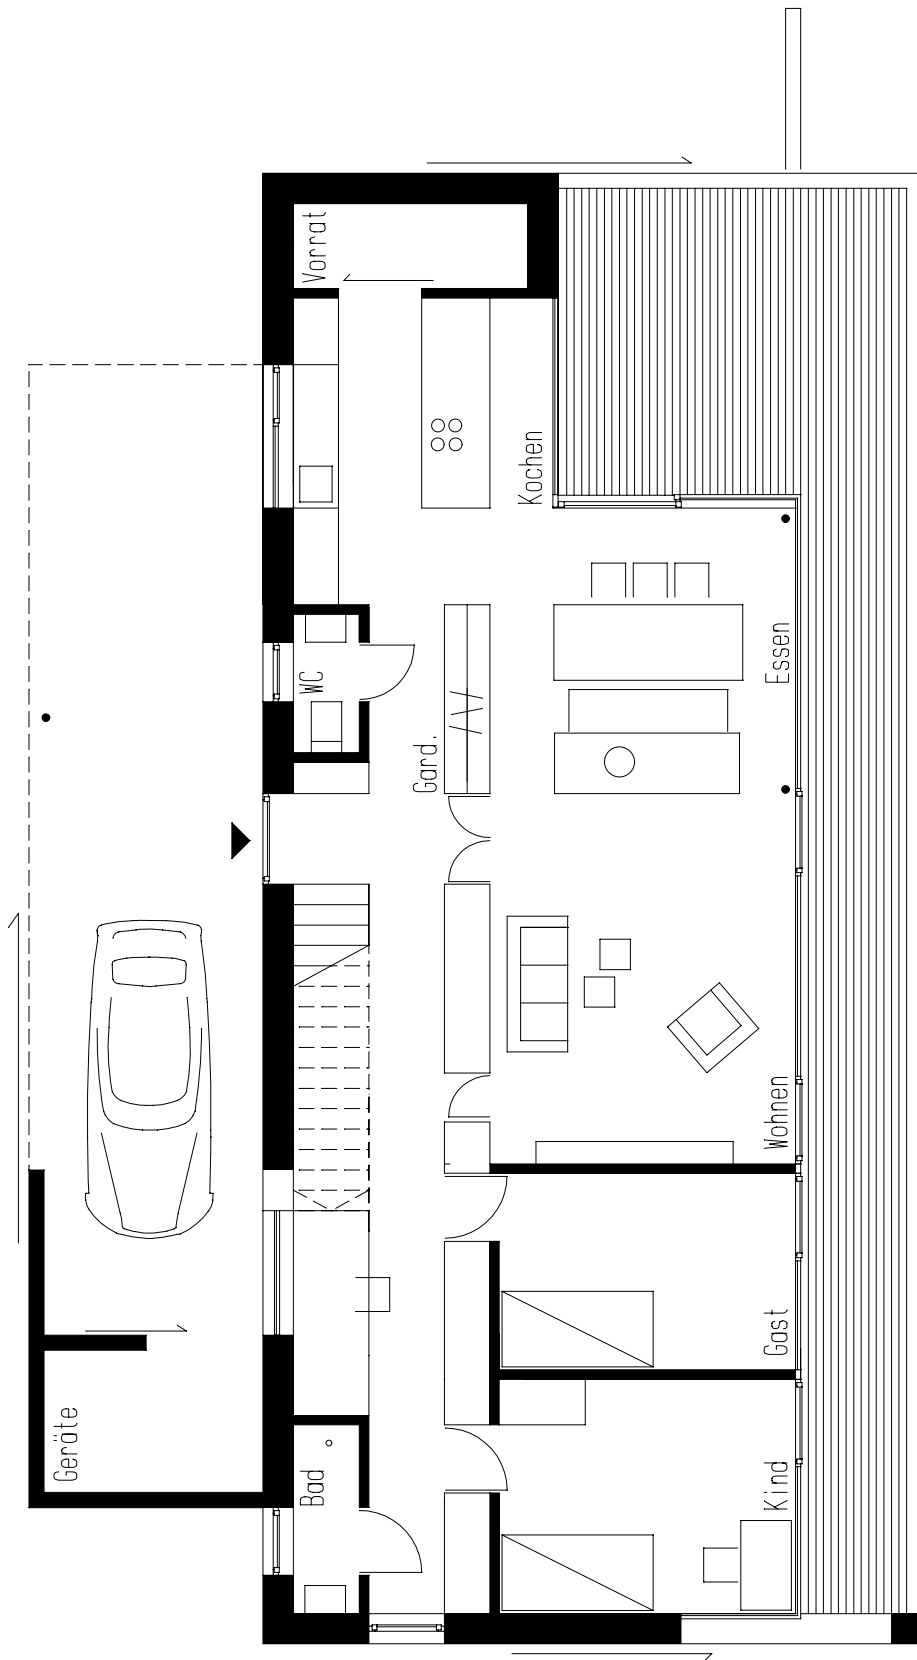 Vorrat
Kochen
WC
Essen
Gard.
Wohnen
Gast
Geräte
Bad
Kind